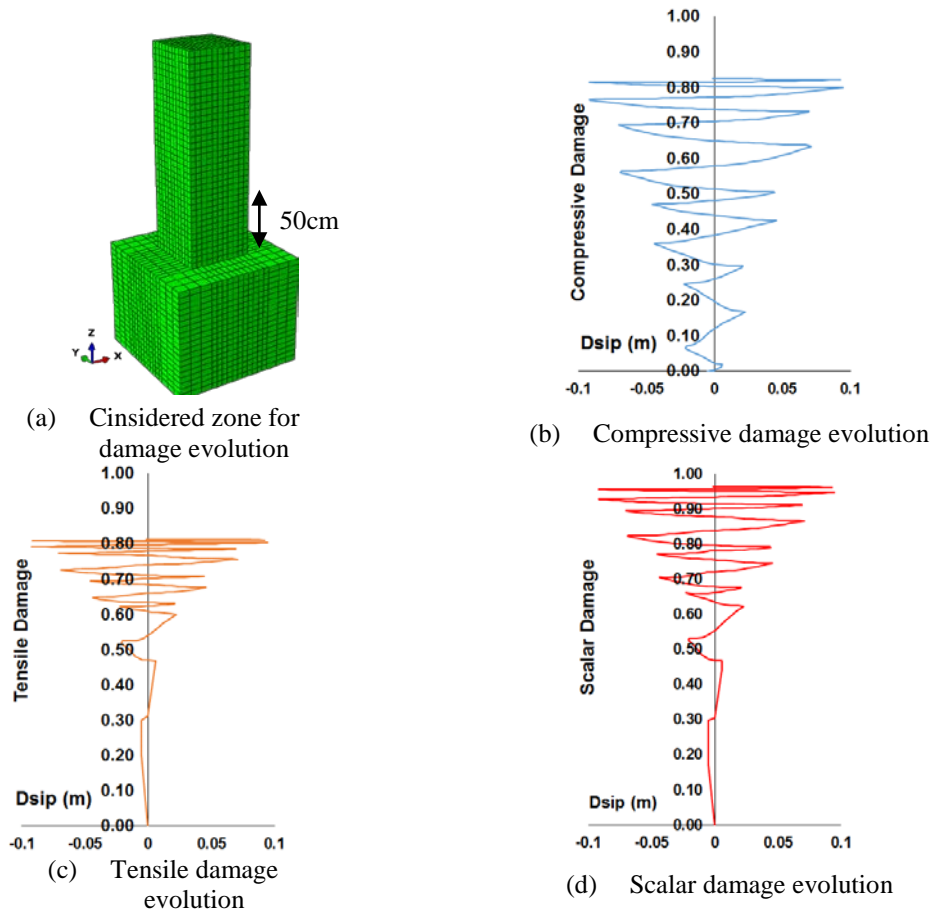 50cm
Z
Y
X
(a) Cinsidered zone for
damage evolution
1.00
0.90
0.80
0.70
0.60
0.50
0.40
0.30
0.20
0.10
0.00
Compressive Damage
Dsip (m)
-0.1 -0.05 0 0.05 0.1
(b) Compressive damage evolution
1.00
0.90
0.80
0.70
0.60
0.50
0.40
0.30
0.20
0.10
0.00
Tensile Damage
Dsip (m)
-0.1 -0.05 0 0.05 0.1
(c) Tensile damage
evolution
1.00
0.90
0.80
0.70
0.60
0.50
0.40
0.30
0.20
0.10
0.00
Scalar Damage
Dsip (m)
-0.1 -0.05 0 0.05 0.1
(d) Scalar damage evolution